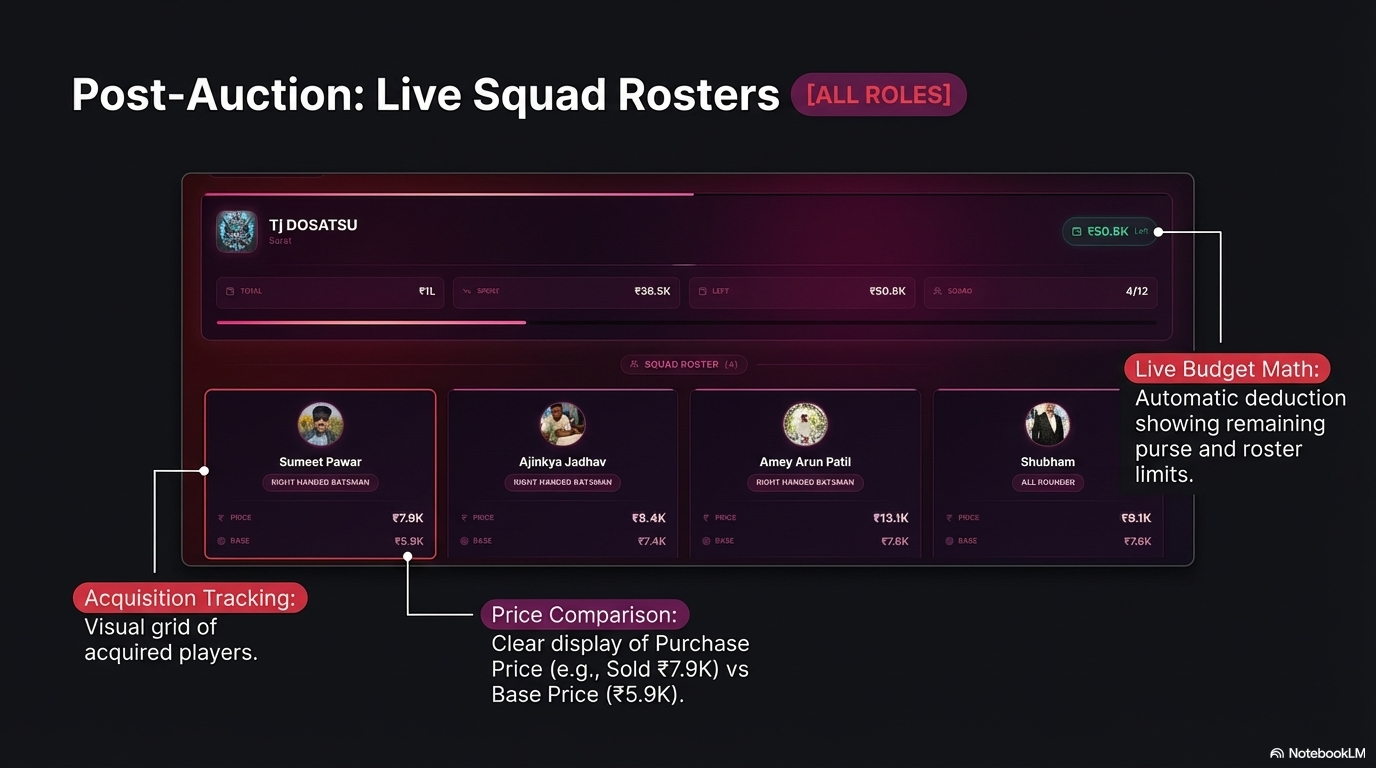 Post-Auction: Live Squad Rosters [ALL ROLES]
Tj DOSATSU
Sarat
₹50.8K Left
TOTAL ₹1L
SPENT ₹36.5K
LEFT ₹50.8K
SQUAD 4/12
SQUAD ROSTER (4)
Sumeet Pawar
RIGHT HANDED BATSMAN
PRICE ₹7.9K
BASE ₹5.9K
Ajinkya Jadhav
RIGHT HANDED BATSMAN
PRICE ₹8.4K
BASE ₹7.4K
Amey Arun Patil
RIGHT HANDED BATSMAN
PRICE ₹13.1K
BASE ₹7.6K
Shubham
ALL ROUNDER
PRICE ₹9.1K
BASE ₹7.6K
Live Budget Math:
Automatic deduction
showing remaining
purse and roster
limits.
Acquisition Tracking:
Visual grid of
acquired players.
Price Comparison:
Clear display of Purchase
Price (e.g., Sold ₹7.9K) vs
Base Price (₹5.9K).
NotebookLM